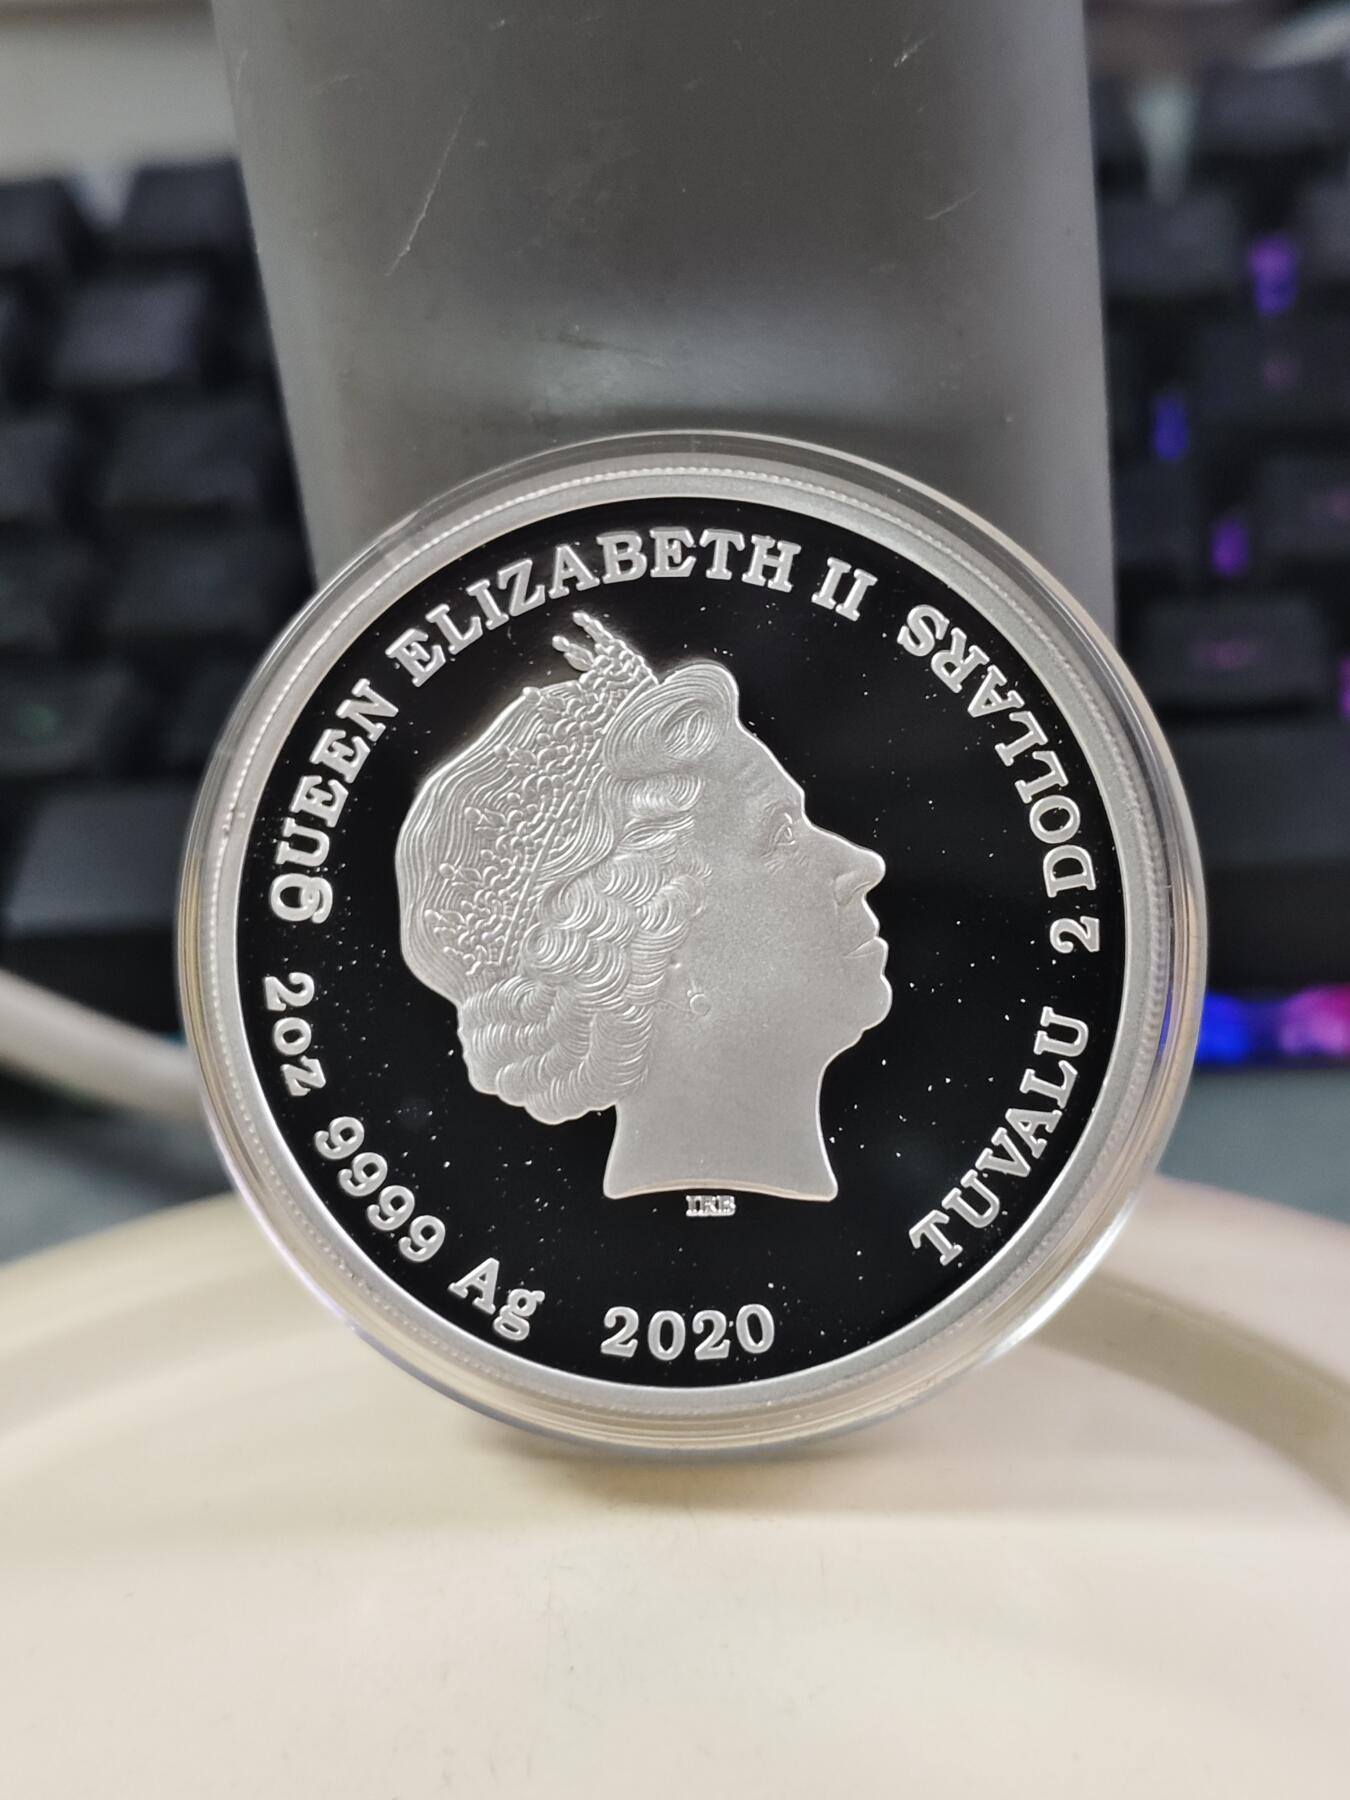 QUEEN ELIZABETH II
2 DOLLARS
TUVALU
2020
2oz 9999 Ag
IRB